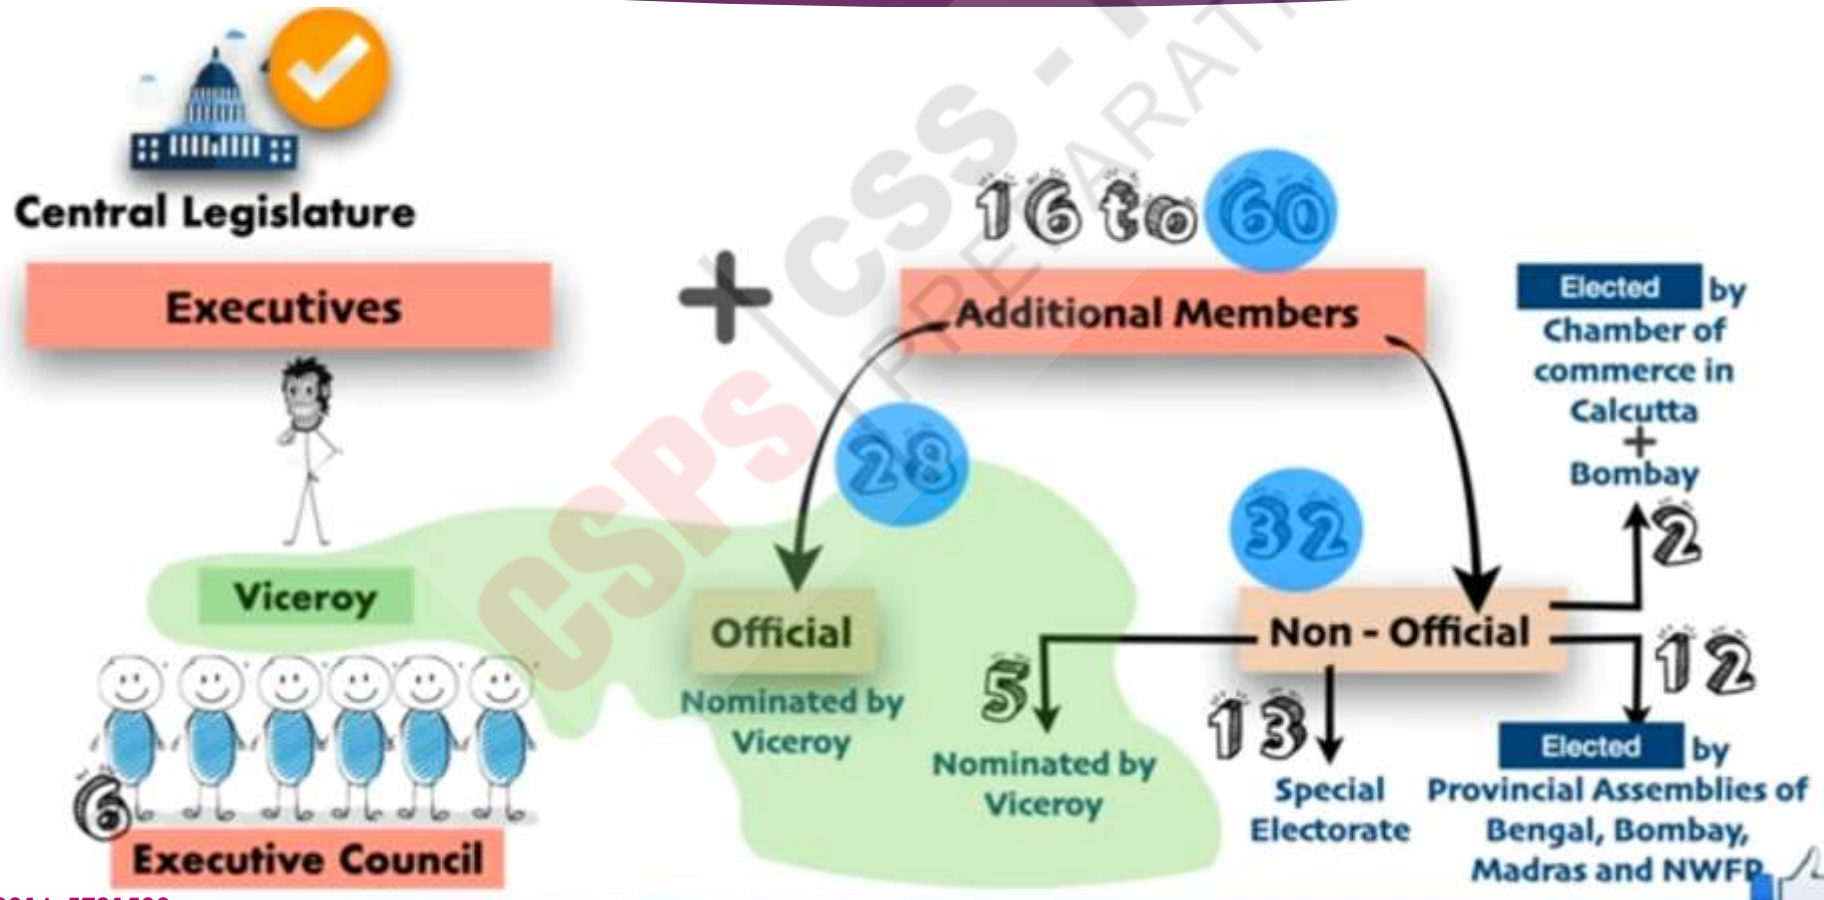 Central Legislature
Executives
Viceroy
6
Executive Council
+
16 to 60
Additional Members
28
Official
Nominated by
Viceroy
32
Non - Official
5
Nominated by
Viceroy
13
Special
Electorate
2
Elected by
Chamber of
commerce in
Calcutta
+
Bombay
12
Elected by
Provincial Assemblies of
Bengal, Bombay,
Madras and NWFP
CSPS
CSS -